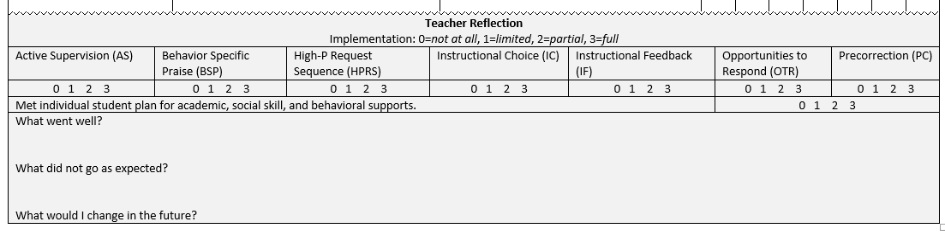 Teacher Reflection
Implementation: 0=not at all, 1=limited, 2=partial, 3=full
Active Supervision (AS)
0 1 2 3
Behavior Specific
Praise (BSP)
0 1 2 3
High-P Request
Sequence (HPRS)
0 1 2 3
Instructional Choice (IC)
0 1 2 3
Instructional Feedback
(IF)
0 1 2 3
Opportunities to
Respond (OTR)
0 1 2 3
Precorrection (PC)
0 1 2 3
Met individual student plan for academic, social skill, and behavioral supports.
0 1 2 3
What went well?
What did not go as expected?
What would I change in the future?